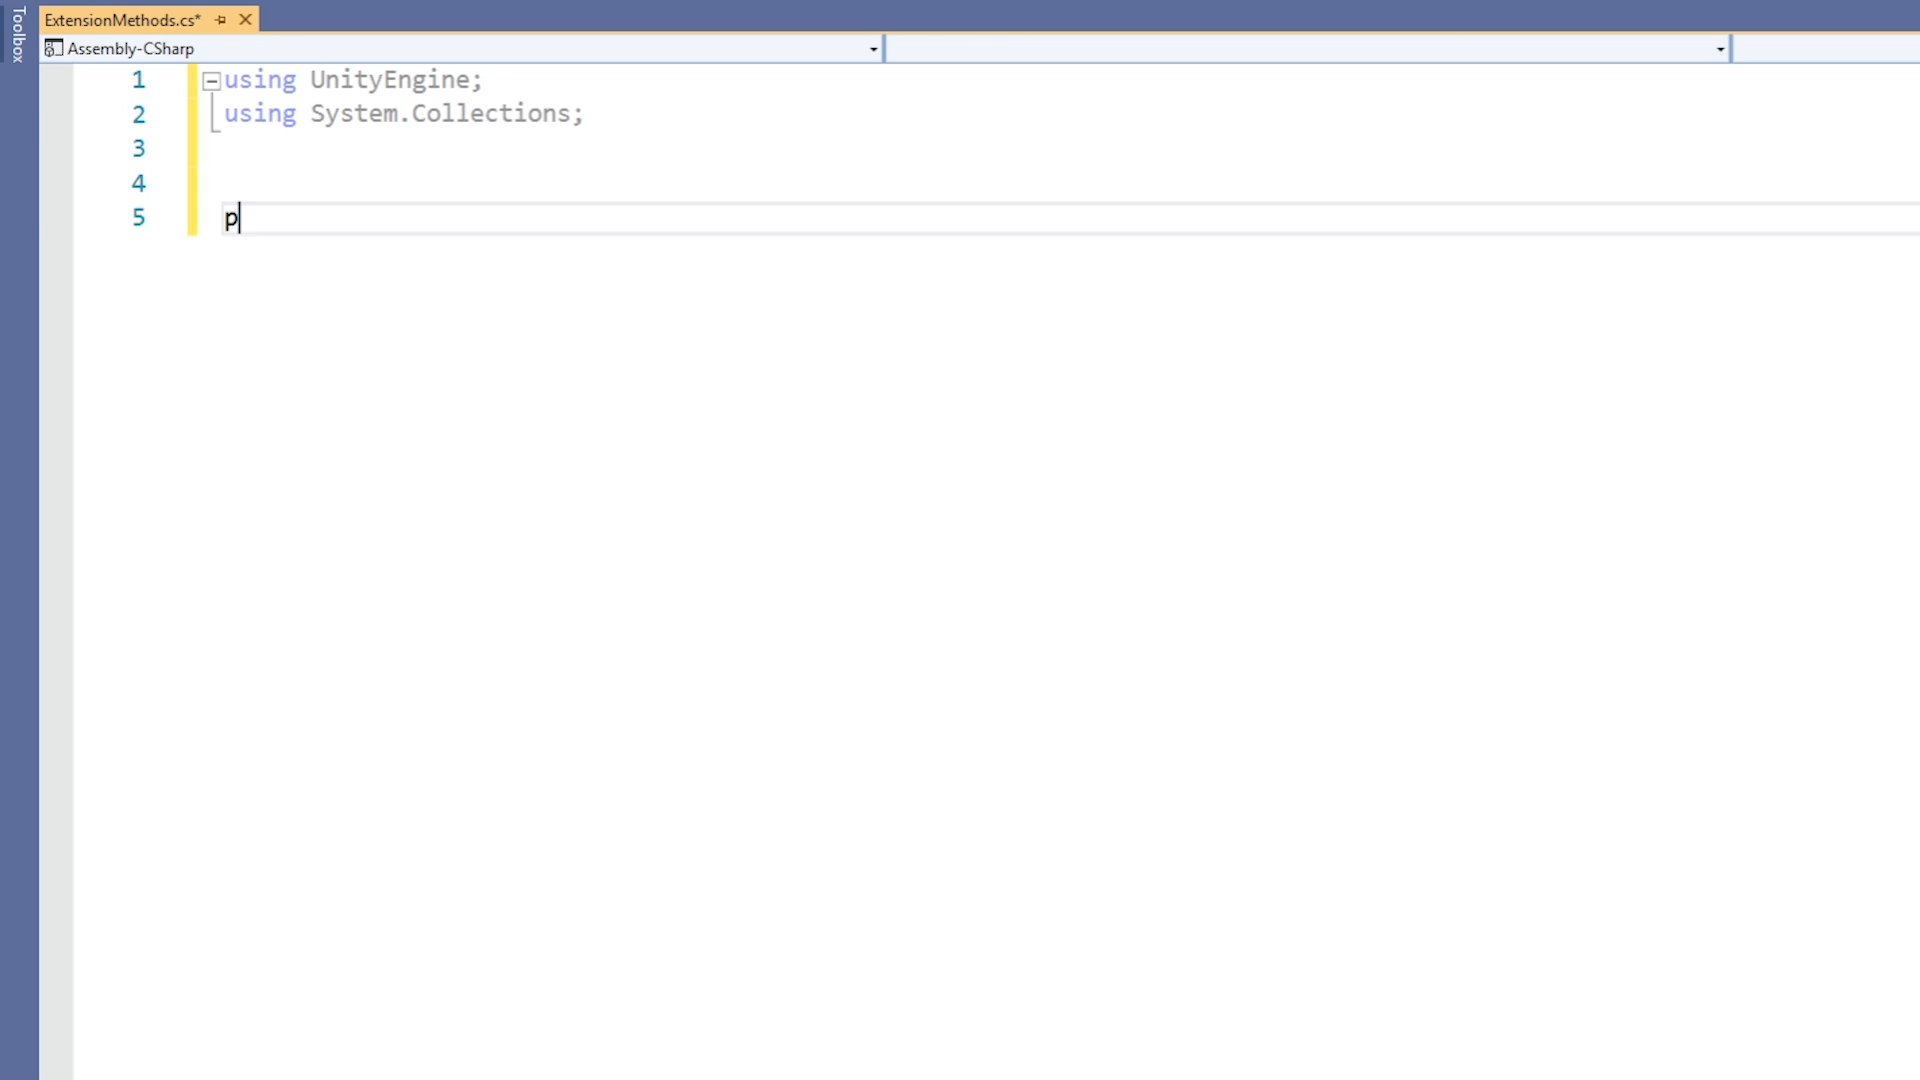 Toolbox
ExtensionMethods.cs*
Assembly-CSharp
1 using UnityEngine;
2 using System.Collections;
3
4
5 p